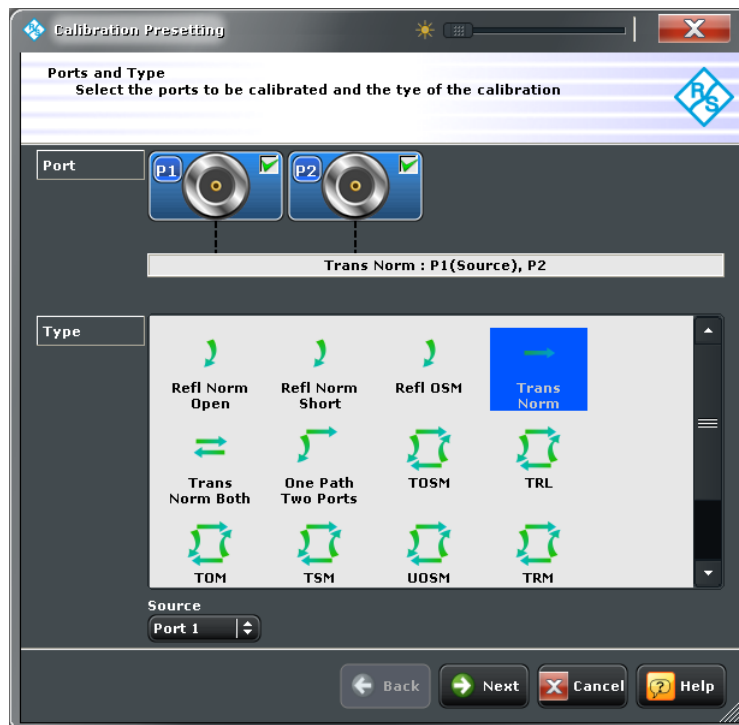 Calibration Presetting
X
Ports and Type
Select the ports to be calibrated and the tye of the calibration
R&S
Port
P1
P2
Trans Norm : P1(Source), P2
Type
Refl Norm
Open
Refl Norm
Short
Refl OSM
Trans
Norm
Trans
Norm Both
One Path
Two Ports
TOSM
TRL
TOM
TSM
UOSM
TRM
Source
Port 1
Back
Next
X Cancel
? Help